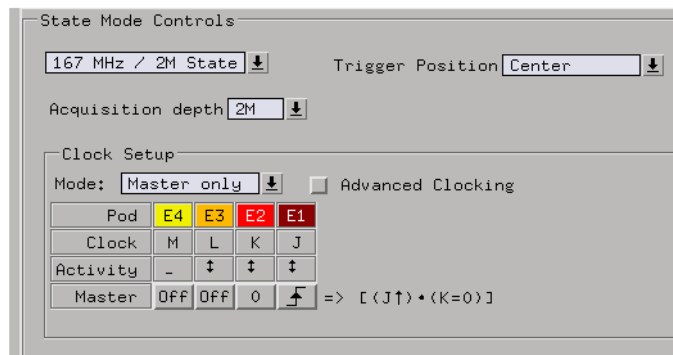 State Mode Controls
167 MHz / 2M State Trigger Position Center
Acquisition depth 2M
Clock Setup
Mode: Master only Advanced Clocking
Pod E4 E3 E2 E1
Clock M L K J
Activity - ↕ ↕ ↕
Master Off Off 0 => [(J↑)•(K=0)]